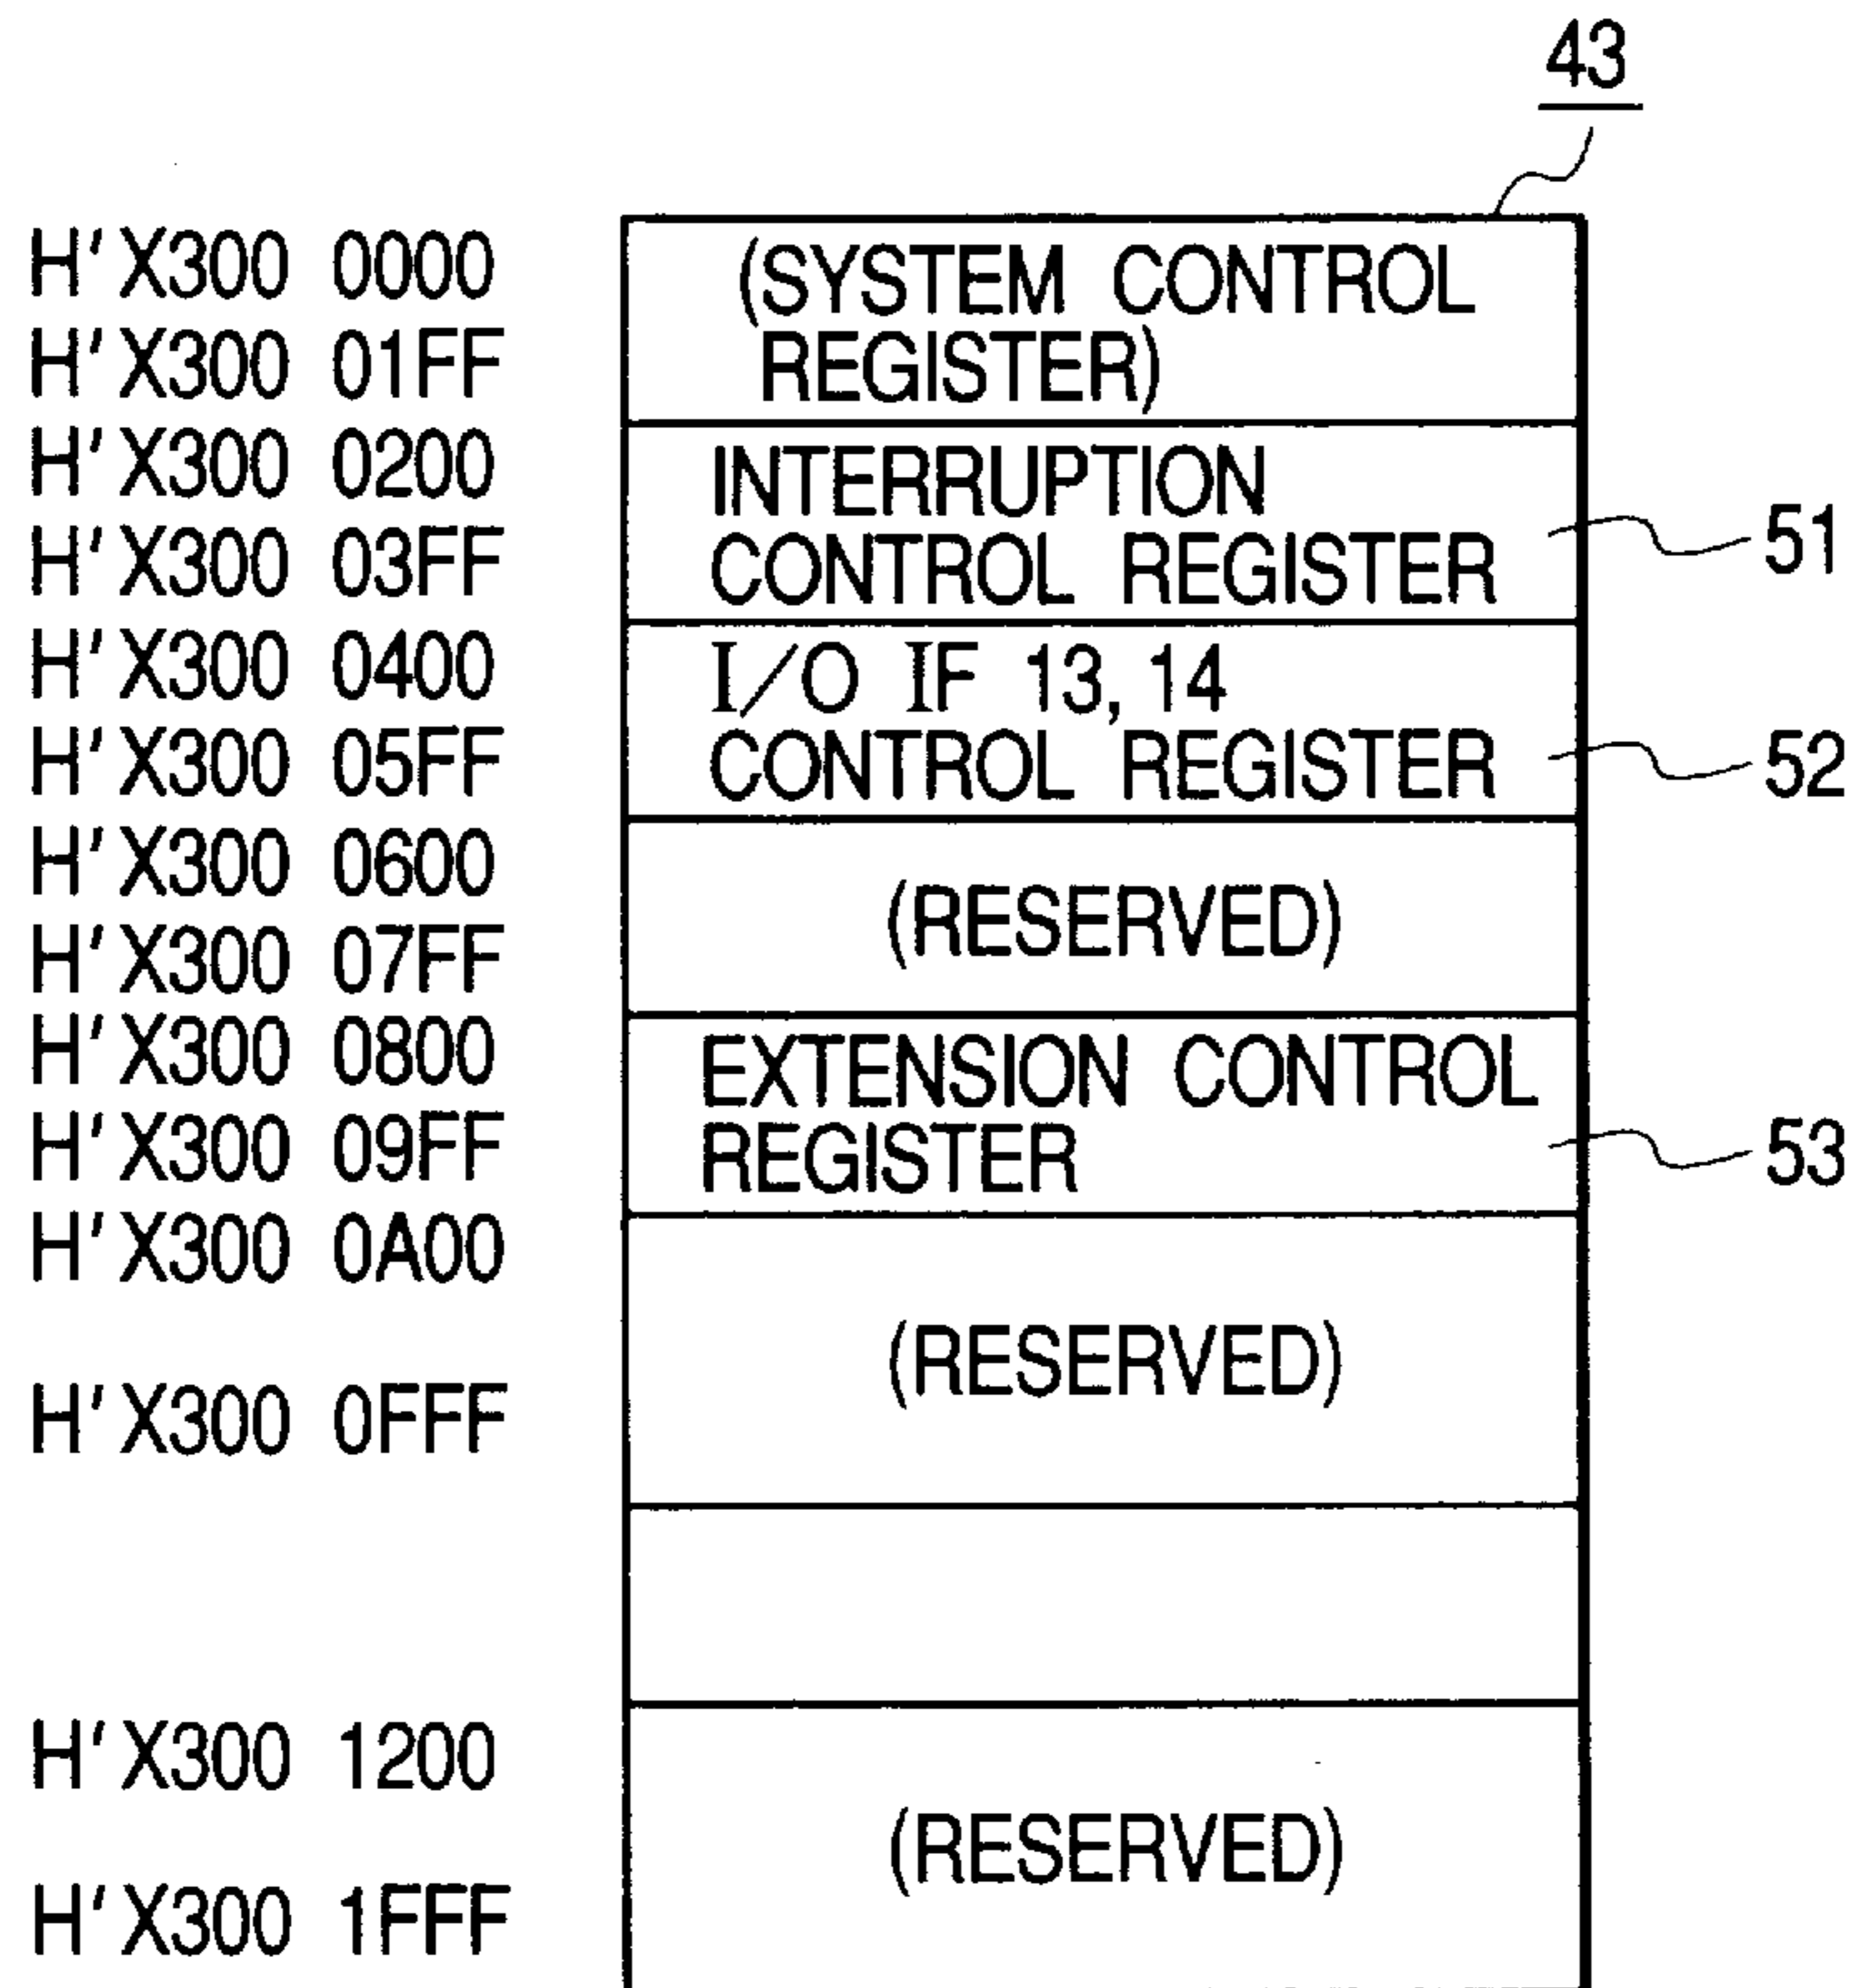 43
H'X300 0000
(SYSTEM CONTROL
H'X300 01FF
REGISTER)
H'X300 0200
INTERRUPTION
H'X300 03FF
CONTROL REGISTER
51
H'X300 0400
I/O IF 13, 14
H'X300 05FF
CONTROL REGISTER
52
H'X300 0600
(RESERVED)
H'X300 07FF
H'X300 0800
EXTENSION CONTROL
H'X300 09FF
REGISTER
53
H'X300 0A00
(RESERVED)
H'X300 0FFF
H'X300 1200
(RESERVED)
H'X300 1FFF